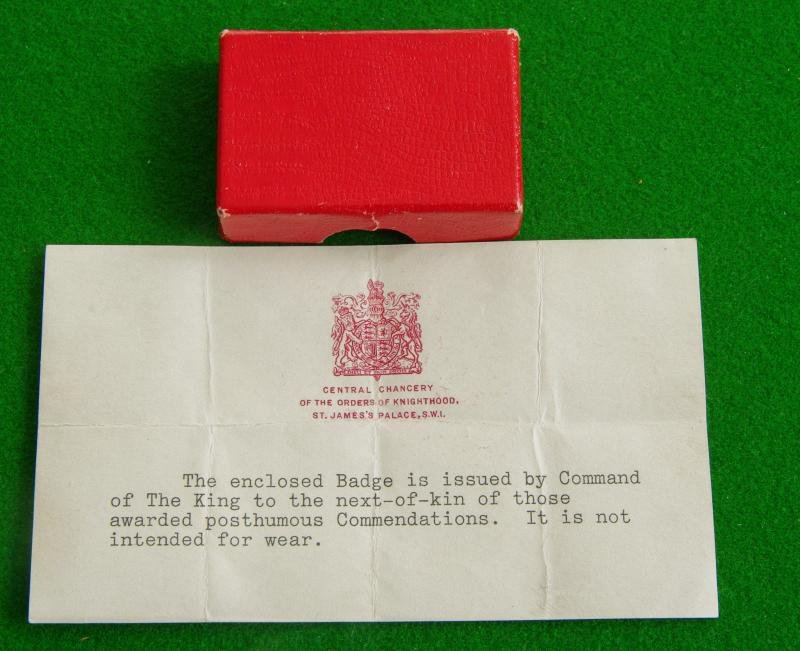 CENTRAL CHANCERY
OF THE ORDERS OF KNIGHTHOOD,
ST. JAMES'S PALACE, S.W.1.
The enclosed Badge is issued by Command
of The King to the next-of-kin of those
awarded posthumous Commendations. It is not
intended for wear.